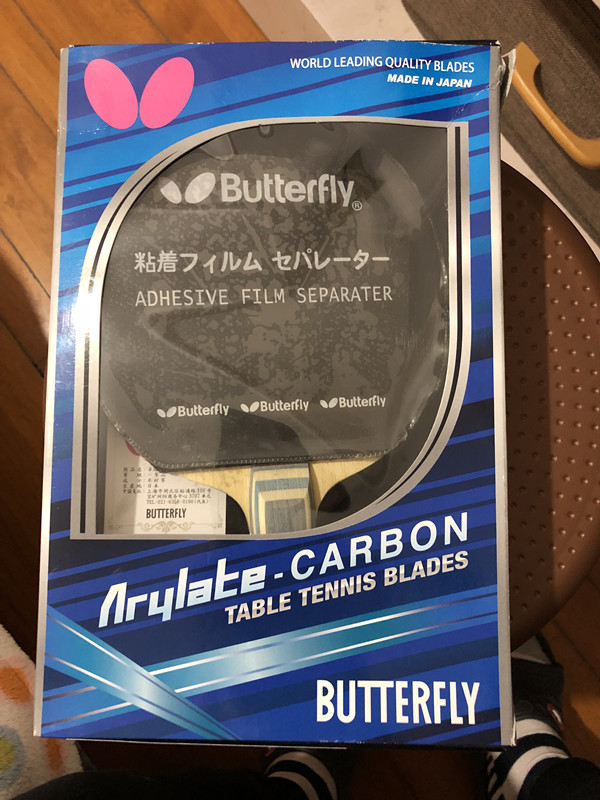 WORLD LEADING QUALITY BLADES
MADE IN JAPAN
Butterfly®
粘着フィルム セパレーター
ADHESIVE FILM SEPARATER
Butterfly Butterfly Butterfly
BUTTERFLY
Arylate-CARBON
TABLE TENNIS BLADES
BUTTERFLY